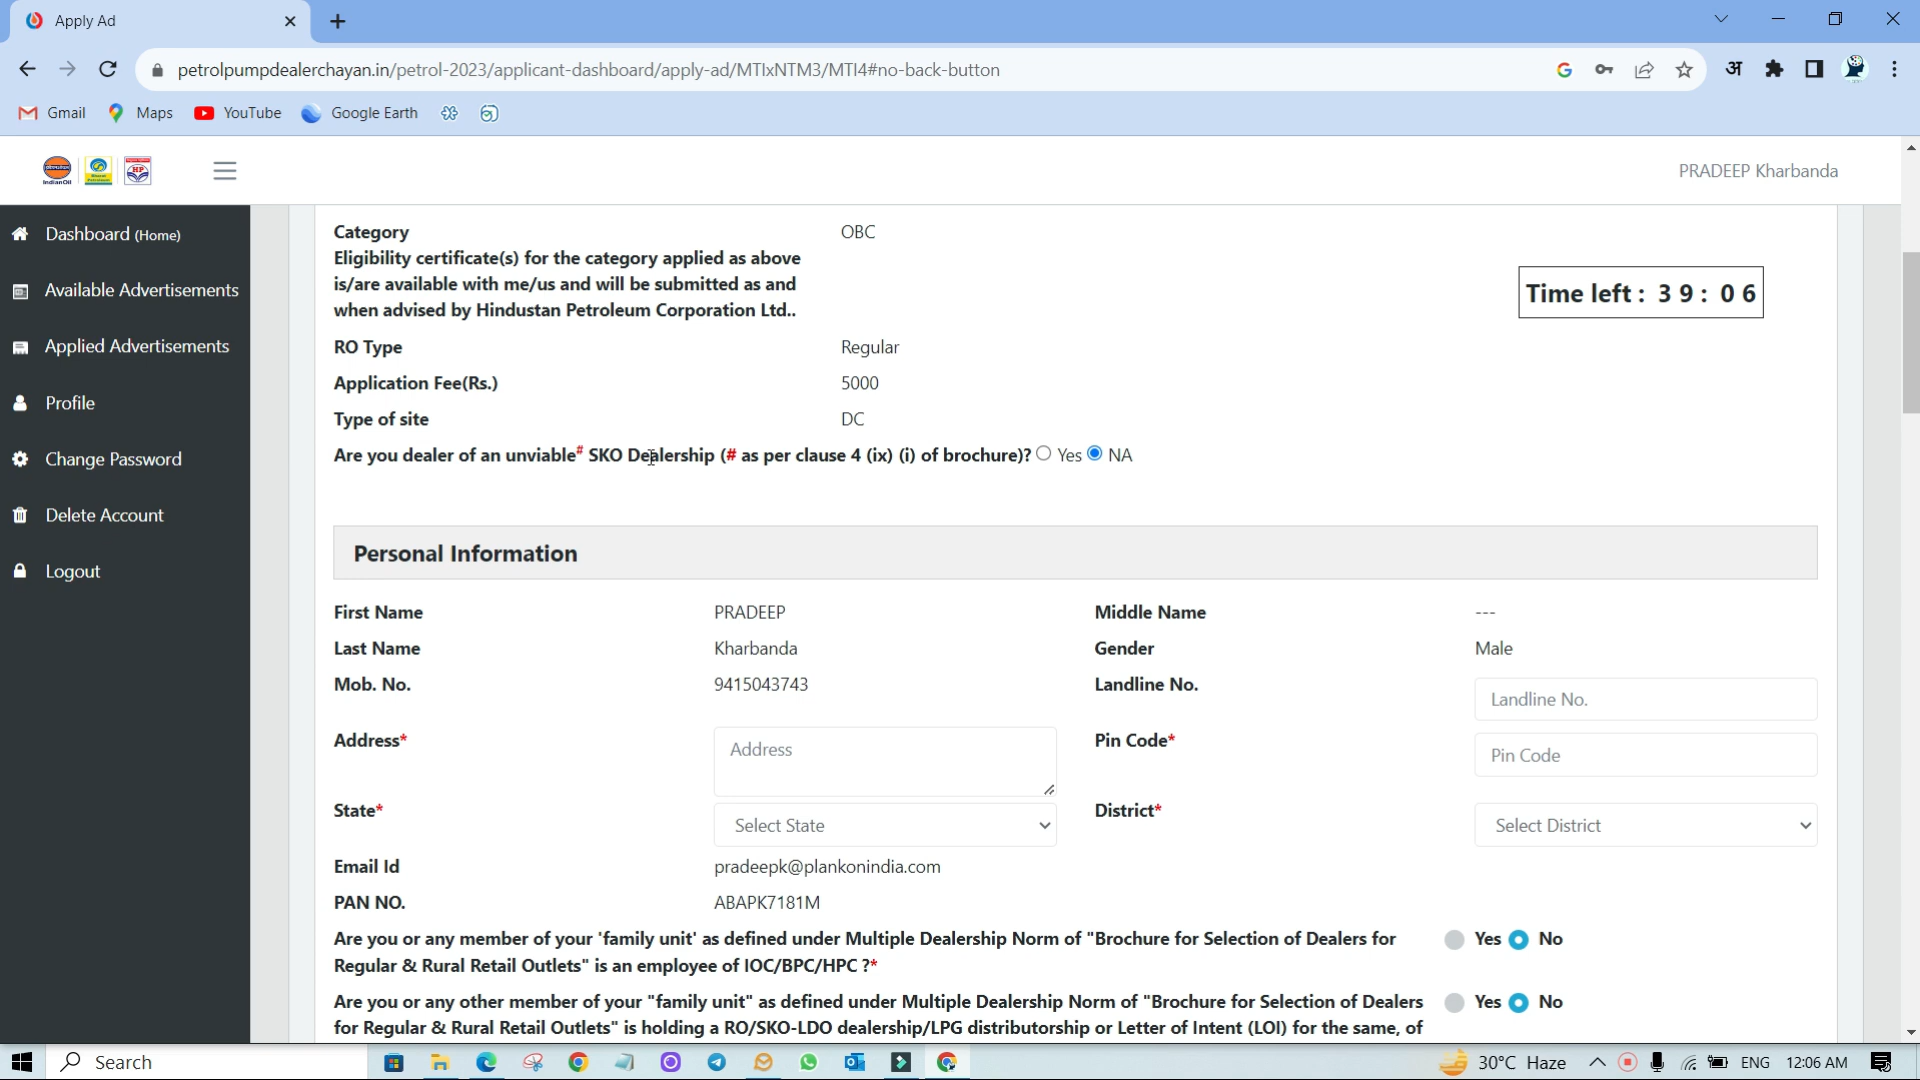 Apply Ad
petrolpumpdealerchayan.in/petrol-2023/applicant-dashboard/apply-ad/MTIxNTM3/MTI4#no-back-button
अ
Gmail Maps YouTube Google Earth
IndianOil HP PRADEEP Kharbanda
Dashboard (Home)
Available Advertisements
Applied Advertisements
Profile
Change Password
Delete Account
Logout
Category OBC
Eligibility certificate(s) for the category applied as above
is/are available with me/us and will be submitted as and
when advised by Hindustan Petroleum Corporation Ltd..
Time left : 3 9 : 0 6
RO Type Regular
Application Fee(Rs.) 5000
Type of site DC
Are you dealer of an unviable# SKO Dealership (# as per clause 4 (ix) (i) of brochure)? Yes NA
Personal Information
First Name PRADEEP Middle Name ---
Last Name Kharbanda Gender Male
Mob. No. 9415043743 Landline No. Landline No.
Address* Address Pin Code* Pin Code
State* Select State District* Select District
Email Id pradeepk@plankonindia.com
PAN NO. ABAPK7181M
Are you or any member of your 'family unit' as defined under Multiple Dealership Norm of "Brochure for Selection of Dealers for Yes No
Regular & Rural Retail Outlets" is an employee of IOC/BPC/HPC ?*
Are you or any other member of your "family unit" as defined under Multiple Dealership Norm of "Brochure for Selection of Dealers Yes No
for Regular & Rural Retail Outlets" is holding a RO/SKO-LDO dealership/LPG distributorship or Letter of Intent (LOI) for the same, of
Search 30°C Haze ENG 12:06 AM